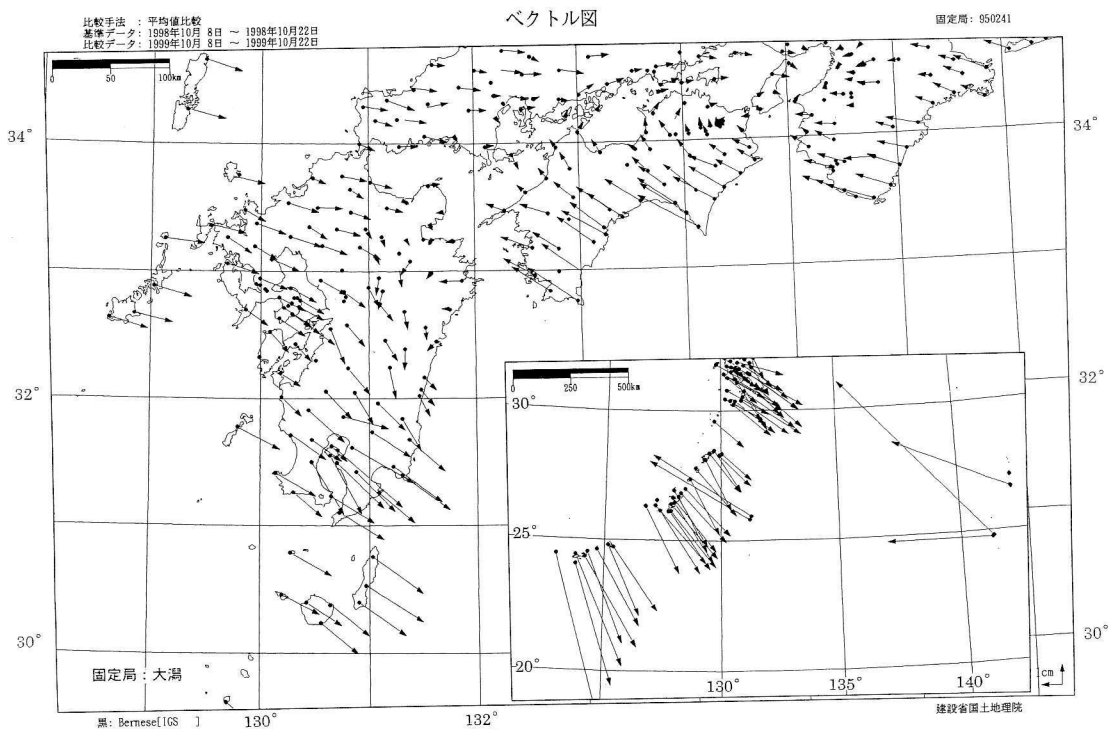 ベクトル図
比較手法 : 平均値比較
基準データ: 1998年10月 8日 ～ 1998年10月22日
比較データ: 1999年10月 8日 ～ 1999年10月22日
固定局: 950241
0 50 100km
34°
34°
32°
32°
30°
30°
0 250 500km
30°
25°
20°
130° 135° 140°
1cm
固定局：大潟
黒: Bernese[IGS ]
130° 132°
建設省国土地理院